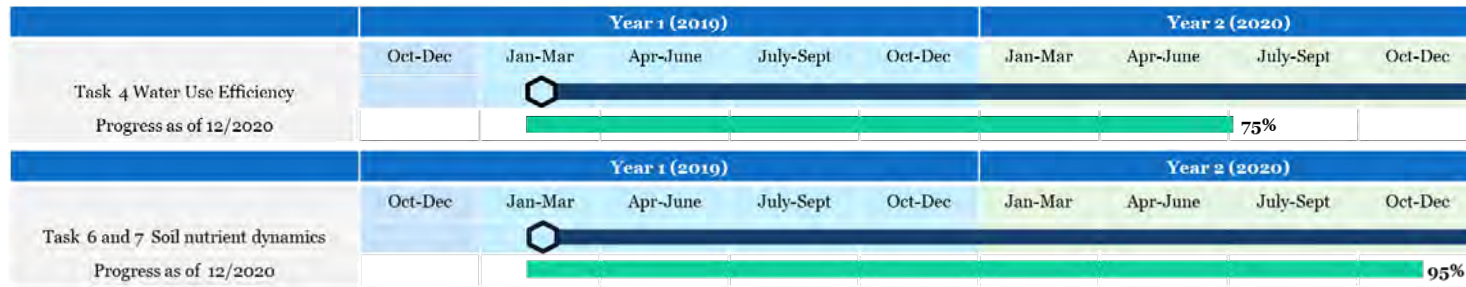 Year 1 (2019) Year 2 (2020)
Oct-Dec Jan-Mar Apr-June July-Sept Oct-Dec Jan-Mar Apr-June July-Sept Oct-Dec
Task 4 Water Use Efficiency
Progress as of 12/2020 75%
Year 1 (2019) Year 2 (2020)
Oct-Dec Jan-Mar Apr-June July-Sept Oct-Dec Jan-Mar Apr-June July-Sept Oct-Dec
Task 6 and 7 Soil nutrient dynamics
Progress as of 12/2020 95%